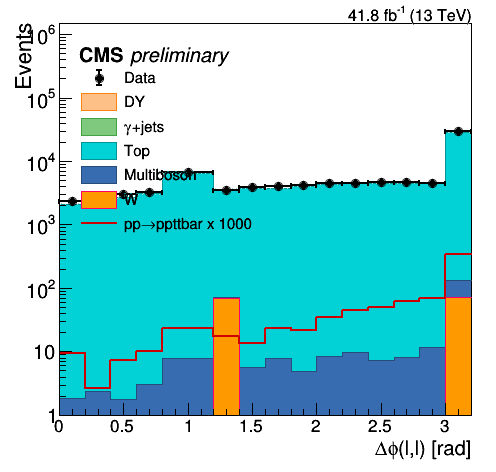 41.8 fb⁻¹ (13 TeV)
Events
CMS preliminary
Data
DY
γ+jets
Top
Multiboson
W
pp→ppttbar x 1000
10⁶
10⁵
10⁴
10³
10²
10
1
0 0.5 1 1.5 2 2.5 3
Δϕ(l,l) [rad]